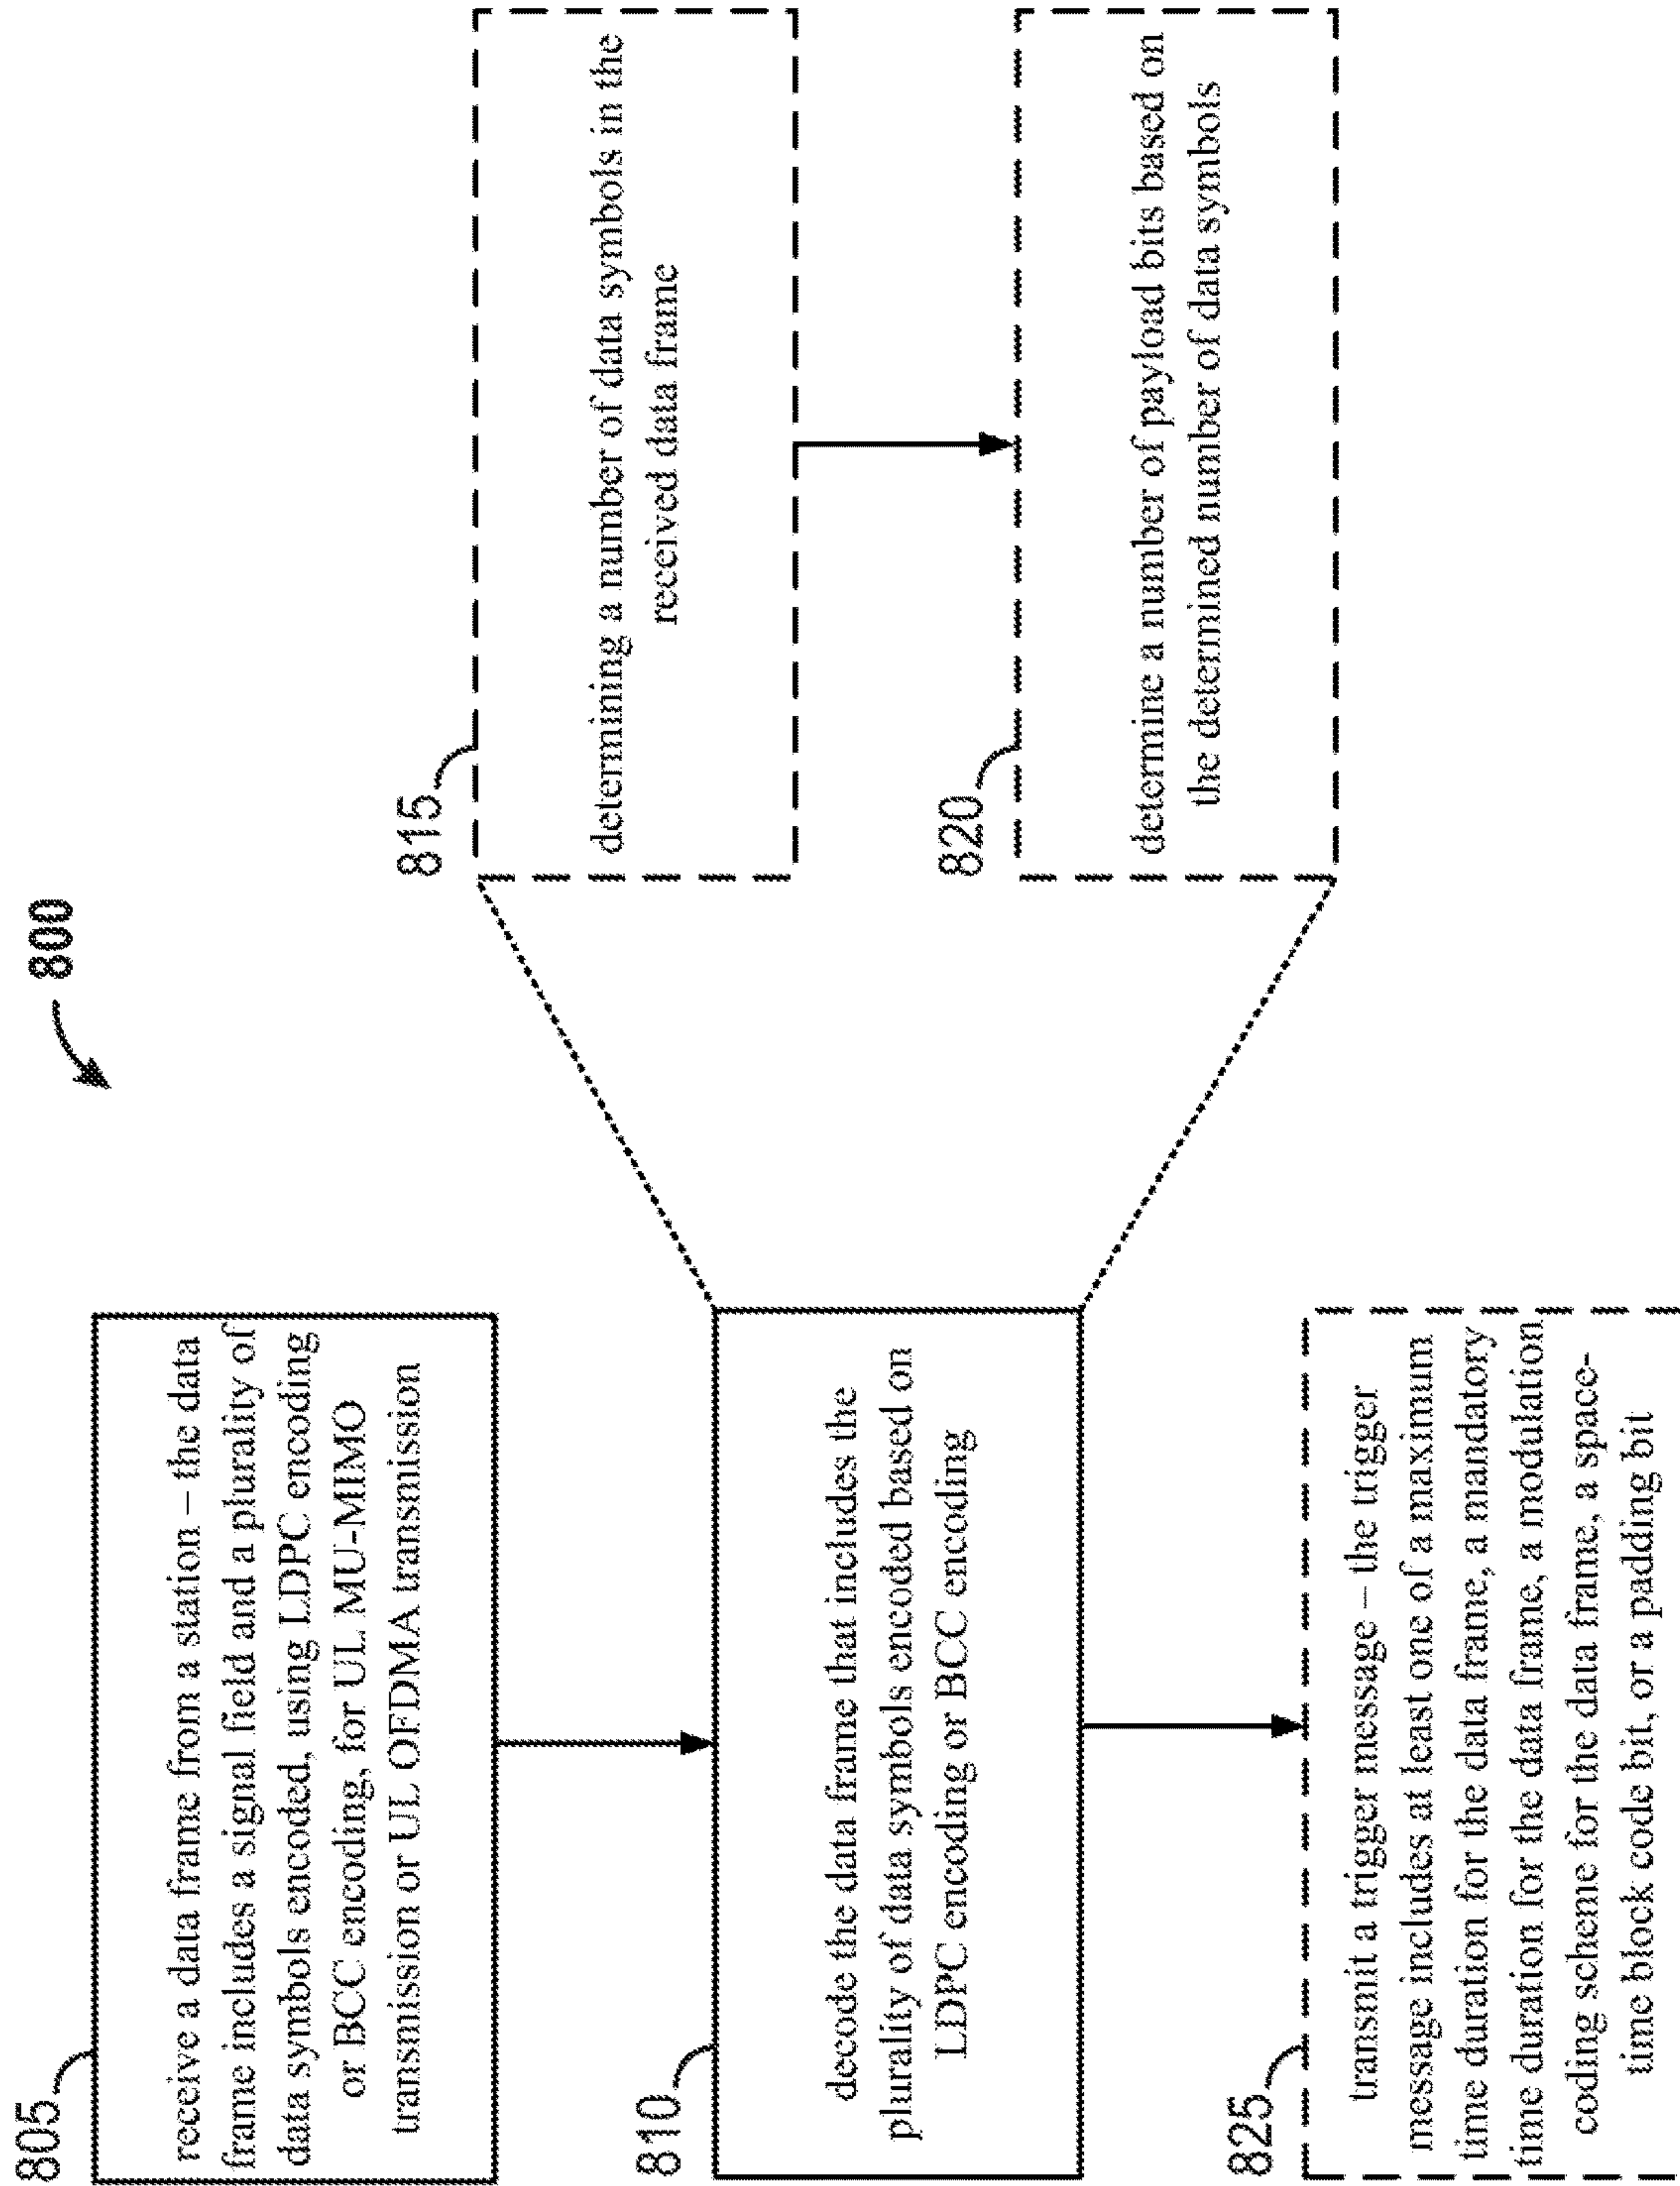 800
805
receive a data frame from a station – the data
frame includes a signal field and a plurality of
data symbols encoded, using LDPC encoding
or BCC encoding, for UL MU-MIMO
transmission or UL OFDMA transmission
810
decode the data frame that includes the
plurality of data symbols encoded based on
LDPC encoding or BCC encoding
815
determining a number of data symbols in the
received data frame
820
determine a number of payload bits based on
the determined number of data symbols
825
transmit a trigger message – the trigger
message includes at least one of a maximum
time duration for the data frame, a mandatory
time duration for the data frame, a modulation
coding scheme for the data frame, a space-
time block code bit, or a padding bit